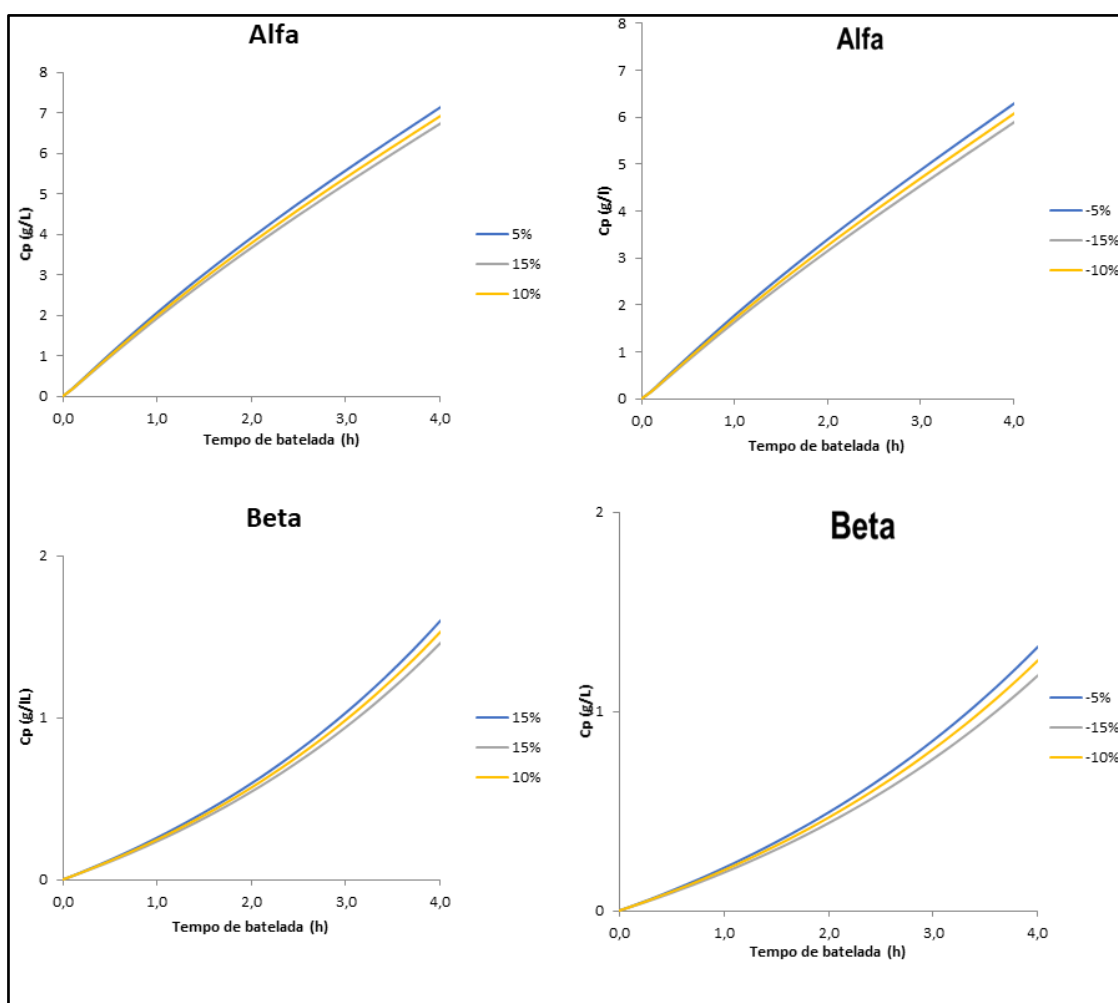 Alfa
8
7
6
5
4
3
2
1
0
Cp (g/L)
0,0 1,0 2,0 3,0 4,0
Tempo de batelada (h)
5%
15%
10%
Alfa
8
7
6
5
4
3
2
1
0
Cp (g/l)
0,0 1,0 2,0 3,0 4,0
Tempo de batelada (h)
-5%
-15%
-10%
Beta
2
1
0
Cp (g/lL)
0,0 1,0 2,0 3,0 4,0
Tempo de batelada (h)
15%
15%
10%
Beta
2
1
0
Cp (g/L)
0,0 1,0 2,0 3,0 4,0
Tempo de batelada (h)
-5%
-15%
-10%